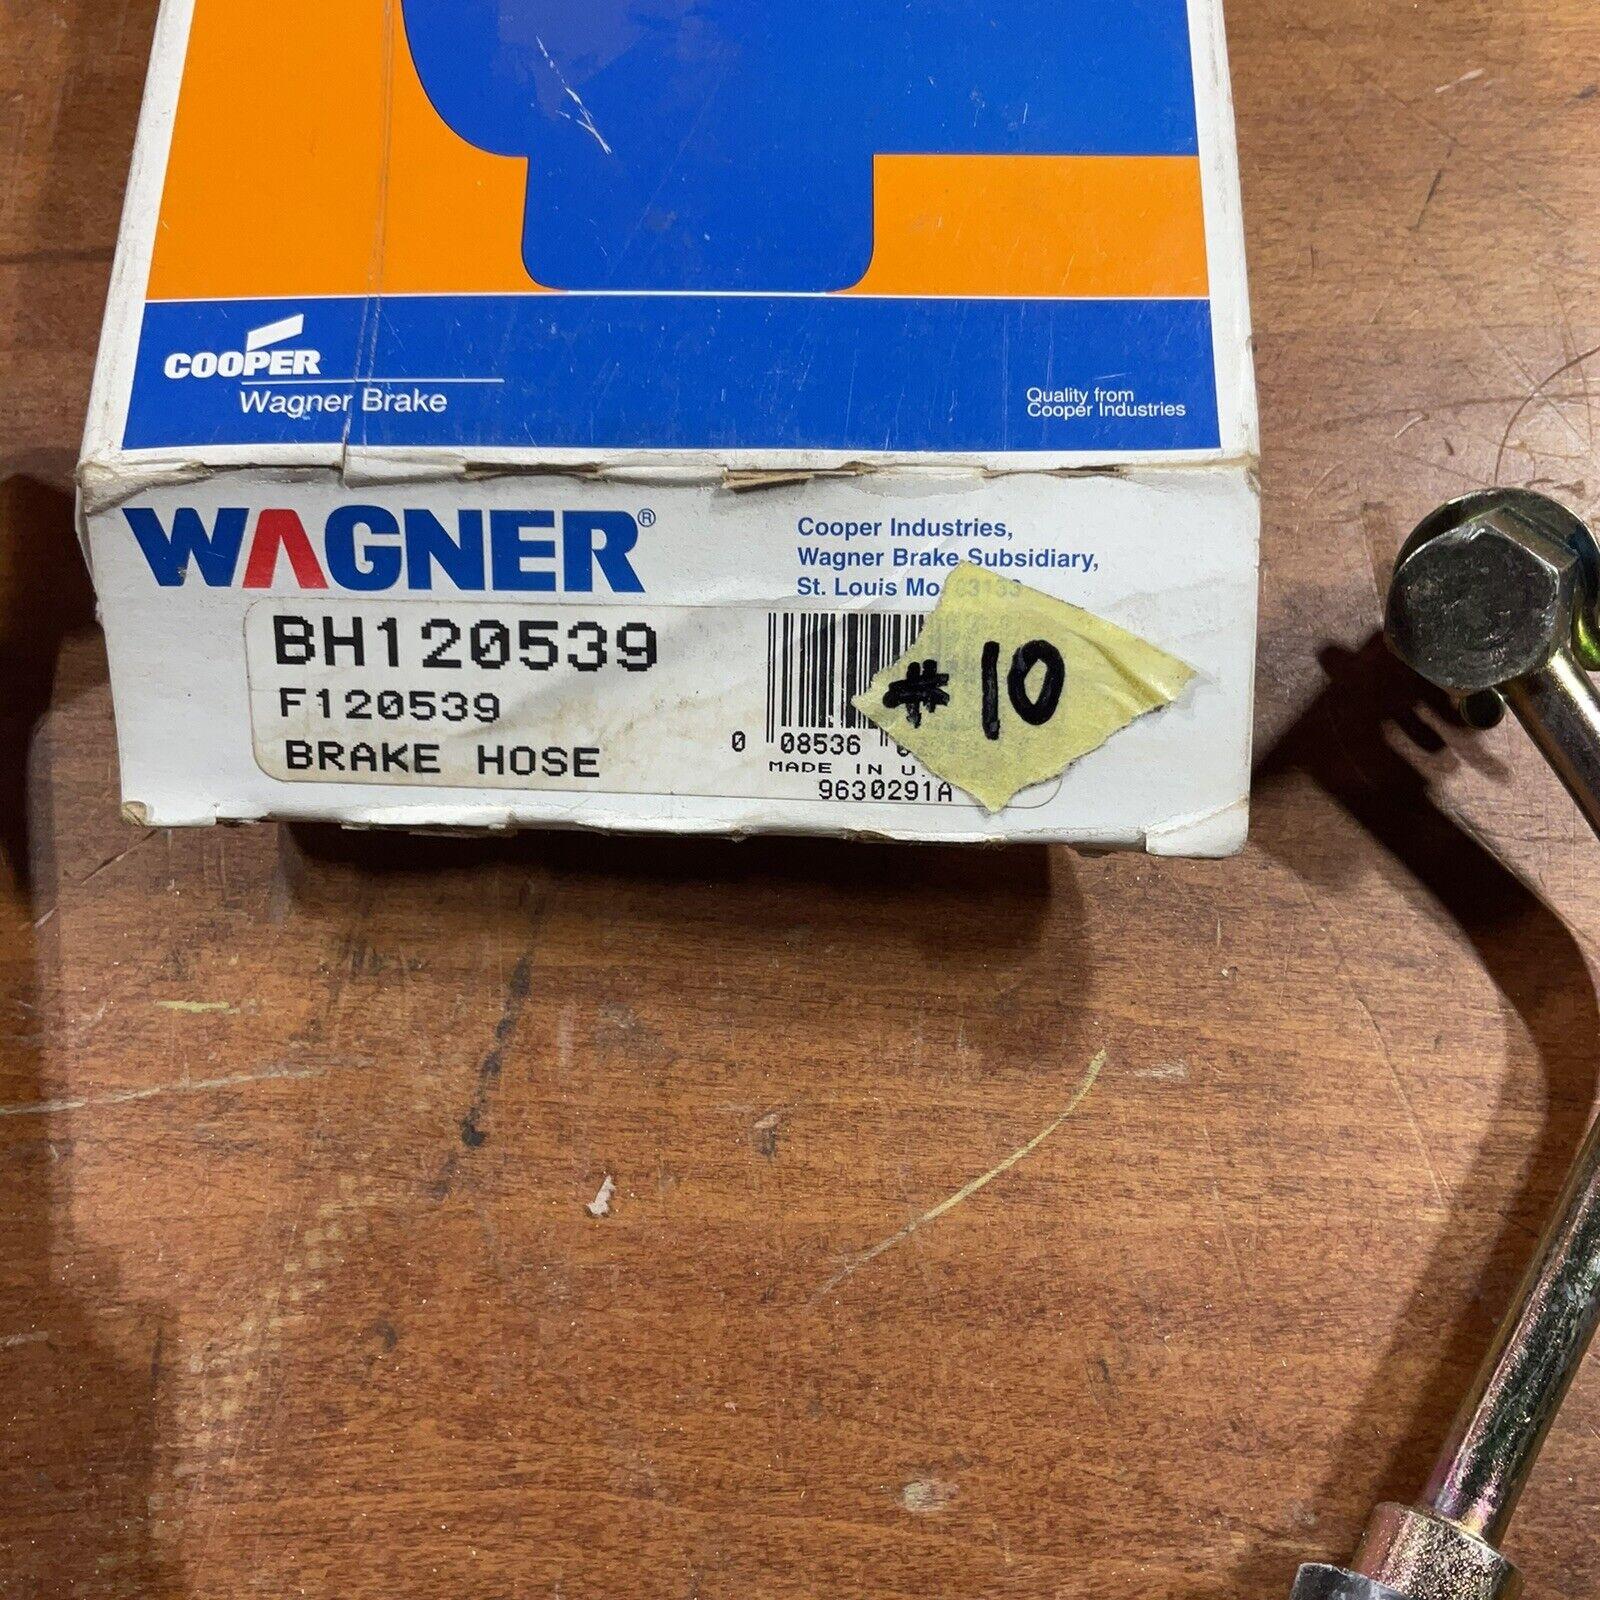 COOPER
Wagner Brake
Quality from
Cooper Industries
WAGNER®
Cooper Industries,
Wagner Brake Subsidiary,
St. Louis Mo. 63133
BH120539
F120539
BRAKE HOSE
0 08536
MADE IN U.
9630291A
#10